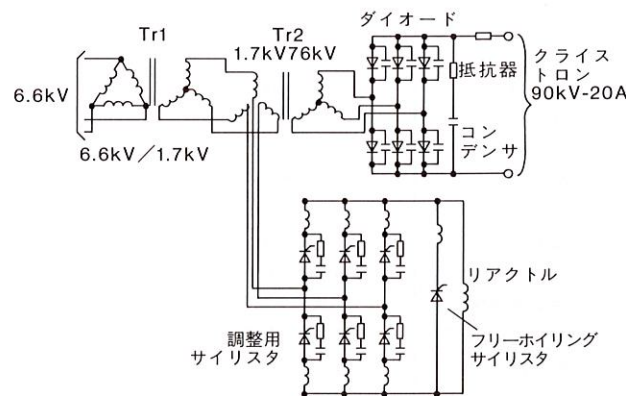 Tr1
Tr2
1.7kV76kV
6.6kV
6.6kV／1.7kV
ダイオード
抵抗器
コン
デンサ
クライス
トロン
90kV-20A
調整用
サイリスタ
リアクトル
フリーホイリング
サイリスタ